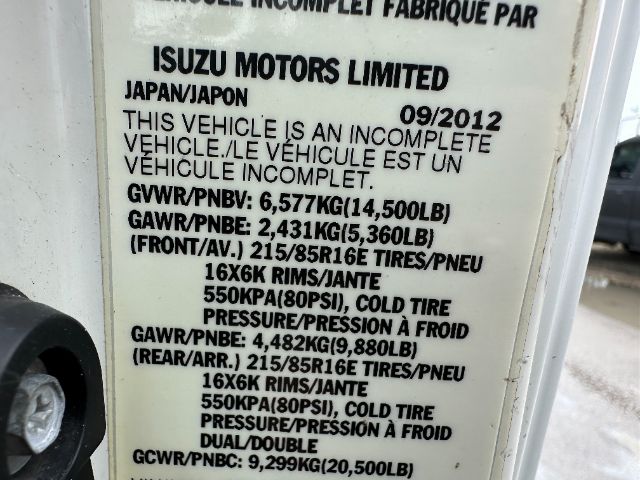 VÉHICULE INCOMPLET FABRIQUÉ PAR
ISUZU MOTORS LIMITED
JAPAN/JAPON 09/2012
THIS VEHICLE IS AN INCOMPLETE
VEHICLE./LE VÉHICULE EST UN
VÉHICULE INCOMPLET.
GVWR/PNBV: 6,577KG(14,500LB)
GAWR/PNBE: 2,431KG(5,360LB)
(FRONT/AV.) 215/85R16E TIRES/PNEU
16X6K RIMS/JANTE
550KPA(80PSI), COLD TIRE
PRESSURE/PRESSION À FROID
GAWR/PNBE: 4,482KG(9,880LB)
(REAR/ARR.) 215/85R16E TIRES/PNEU
16X6K RIMS/JANTE
550KPA(80PSI), COLD TIRE
PRESSURE/PRESSION À FROID
DUAL/DOUBLE
GCWR/PNBC: 9,299KG(20,500LB)